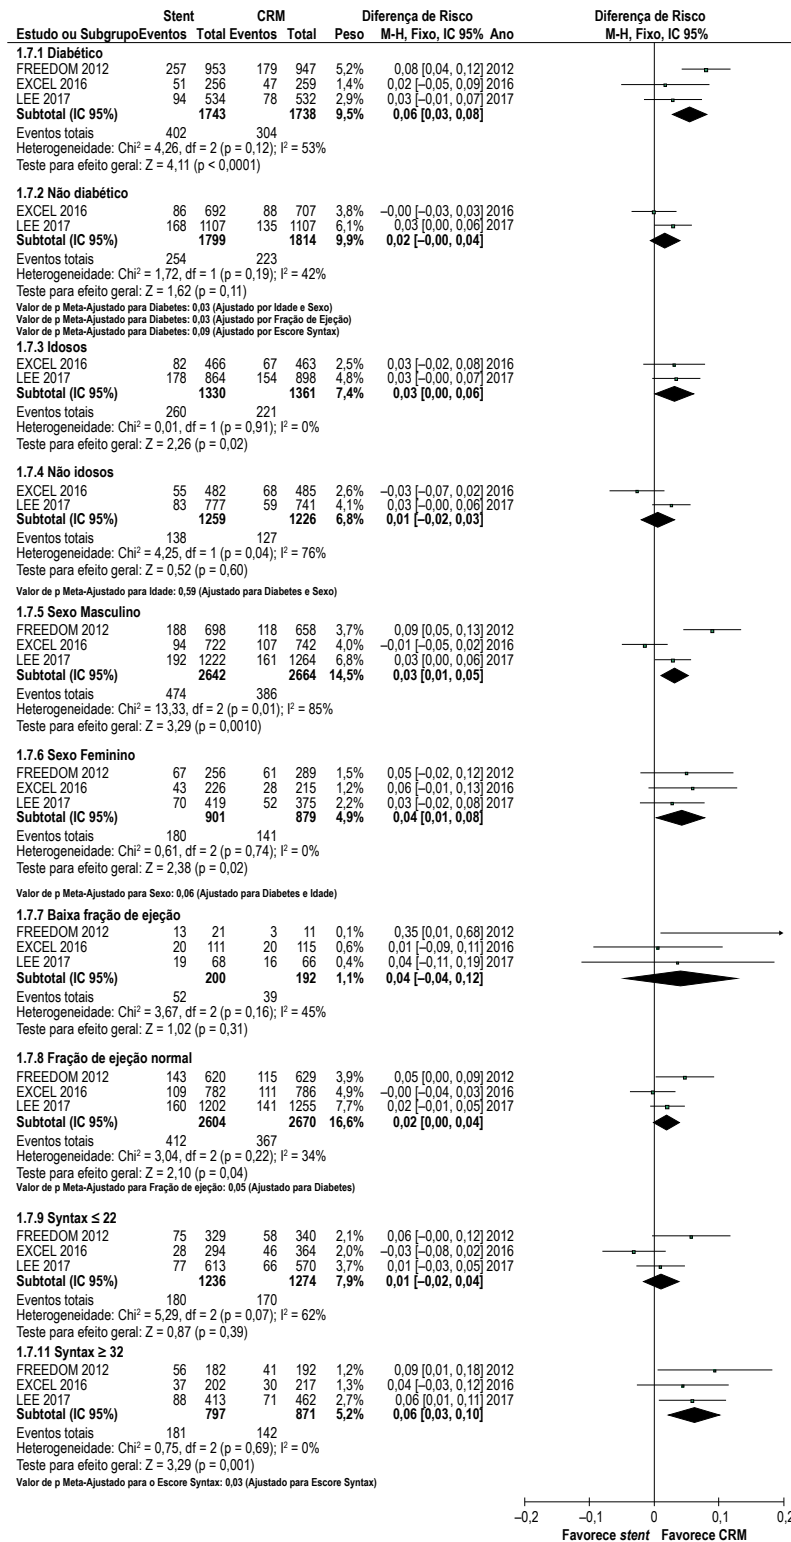 Stent CRM Diferença de Risco Diferença de Risco
Estudo ou Subgrupo Eventos Total Eventos Total Peso M-H, Fixo, IC 95% Ano M-H, Fixo, IC 95%
1.7.1 Diabético
FREEDOM 2012 257 953 179 947 5,2% 0,08 [0,04, 0,12] 2012
EXCEL 2016 51 256 47 259 1,4% 0,02 [–0,05, 0,09] 2016
LEE 2017 94 534 78 532 2,9% 0,03 [–0,01, 0,07] 2017
Subtotal (IC 95%) 1743 1738 9,5% 0,06 [0,03, 0,08]
Eventos totais 402 304
Heterogeneidade: Chi² = 4,26, df = 2 (p = 0,12); I² = 53%
Teste para efeito geral: Z = 4,11 (p < 0,0001)
1.7.2 Não diabético
EXCEL 2016 86 692 88 707 3,8% –0,00 [–0,03, 0,03] 2016
LEE 2017 168 1107 135 1107 6,1% 0,03 [0,00, 0,06] 2017
Subtotal (IC 95%) 1799 1814 9,9% 0,02 [–0,00, 0,04]
Eventos totais 254 223
Heterogeneidade: Chi² = 1,72, df = 1 (p = 0,19); I² = 42%
Teste para efeito geral: Z = 1,62 (p = 0,11)
Valor de p Meta-Ajustado para Diabetes: 0,03 (Ajustado por Idade e Sexo)
Valor de p Meta-Ajustado para Diabetes: 0,03 (Ajustado por Fração de Ejeção)
Valor de p Meta-Ajustado para Diabetes: 0,09 (Ajustado por Escore Syntax)
1.7.3 Idosos
EXCEL 2016 82 466 67 463 2,5% 0,03 [–0,02, 0,08] 2016
LEE 2017 178 864 154 898 4,8% 0,03 [–0,00, 0,07] 2017
Subtotal (IC 95%) 1330 1361 7,4% 0,03 [0,00, 0,06]
Eventos totais 260 221
Heterogeneidade: Chi² = 0,01, df = 1 (p = 0,91); I² = 0%
Teste para efeito geral: Z = 2,26 (p = 0,02)
1.7.4 Não idosos
EXCEL 2016 55 482 68 485 2,6% –0,03 [–0,07, 0,02] 2016
LEE 2017 83 777 59 741 4,2% 0,03 [–0,00, 0,06] 2017
Subtotal (IC 95%) 1259 1226 6,8% 0,01 [–0,02, 0,03]
Eventos totais 138 127
Heterogeneidade: Chi² = 4,25, df = 1 (p = 0,04); I² = 76%
Teste para efeito geral: Z = 0,52 (p = 0,60)
Valor de p Meta-Ajustado para Idade: 0,59 (Ajustado para Diabetes e Sexo)
1.7.5 Sexo Masculino
FREEDOM 2012 188 698 118 658 3,7% 0,09 [0,05, 0,13] 2012
EXCEL 2016 94 722 107 742 4,0% –0,01 [–0,05, 0,02] 2016
LEE 2017 192 1222 161 1264 6,8% 0,03 [0,00, 0,06] 2017
Subtotal (IC 95%) 2642 2664 14,5% 0,03 [0,01, 0,05]
Eventos totais 474 386
Heterogeneidade: Chi² = 13,33, df = 2 (p = 0,01); I² = 85%
Teste para efeito geral: Z = 3,29 (p = 0,0010)
1.7.6 Sexo Feminino
FREEDOM 2012 67 256 61 289 1,5% 0,05 [–0,02, 0,12] 2012
EXCEL 2016 43 226 28 215 1,2% 0,06 [–0,01, 0,13] 2016
LEE 2017 70 419 52 375 2,2% 0,03 [–0,02, 0,08] 2017
Subtotal (IC 95%) 901 879 4,9% 0,04 [0,01, 0,08]
Eventos totais 180 141
Heterogeneidade: Chi² = 0,61, df = 2 (p = 0,74); I² = 0%
Teste para efeito geral: Z = 2,38 (p = 0,02)
Valor de p Meta-Ajustado para Sexo: 0,06 (Ajustado para Diabetes e Idade)
1.7.7 Baixa fração de ejeção
FREEDOM 2012 13 21 3 11 0,1% 0,35 [0,01, 0,68] 2012
EXCEL 2016 20 111 20 115 0,6% 0,01 [–0,09, 0,11] 2016
LEE 2017 19 68 16 66 0,4% 0,04 [–0,11, 0,19] 2017
Subtotal (IC 95%) 200 192 1,1% 0,04 [–0,04, 0,12]
Eventos totais 52 39
Heterogeneidade: Chi² = 3,67, df = 2 (p = 0,16); I² = 45%
Teste para efeito geral: Z = 1,02 (p = 0,31)
1.7.8 Fração de ejeção normal
FREEDOM 2012 143 620 115 629 3,9% 0,05 [0,00, 0,09] 2012
EXCEL 2016 109 782 111 786 4,9% –0,00 [–0,04, 0,03] 2016
LEE 2017 160 1202 141 1255 7,7% 0,02 [–0,01, 0,05] 2017
Subtotal (IC 95%) 2604 2670 16,6% 0,02 [0,00, 0,04]
Eventos totais 412 367
Heterogeneidade: Chi² = 3,04, df = 2 (p = 0,22); I² = 34%
Teste para efeito geral: Z = 2,10 (p = 0,04)
Valor de p Meta-Ajustado para Fração de ejeção: 0,05 (Ajustado para Diabetes)
1.7.9 Syntax ≤ 22
FREEDOM 2012 75 329 58 340 2,1% 0,06 [–0,00, 0,12] 2012
EXCEL 2016 28 294 46 364 2,0% –0,03 [–0,08, 0,02] 2016
LEE 2017 77 613 66 570 3,7% 0,01 [–0,03, 0,05] 2017
Subtotal (IC 95%) 1236 1274 7,9% 0,01 [–0,02, 0,04]
Eventos totais 180 170
Heterogeneidade: Chi² = 5,29, df = 2 (p = 0,07); I² = 62%
Teste para efeito geral: Z = 0,87 (p = 0,39)
1.7.11 Syntax ≥ 32
FREEDOM 2012 56 182 41 192 1,2% 0,09 [0,01, 0,18] 2012
EXCEL 2016 37 202 30 217 1,3% 0,04 [–0,03, 0,12] 2016
LEE 2017 88 413 71 462 2,7% 0,06 [0,01, 0,11] 2017
Subtotal (IC 95%) 797 871 5,2% 0,06 [0,03, 0,10]
Eventos totais 181 142
Heterogeneidade: Chi² = 0,75, df = 2 (p = 0,69); I² = 0%
Teste para efeito geral: Z = 3,29 (p = 0,001)
Valor de p Meta-Ajustado para o Escore Syntax: 0,03 (Ajustado para Escore Syntax)
–0,2 –0,1 0 0,1 0,2
Favorece stent Favorece CRM